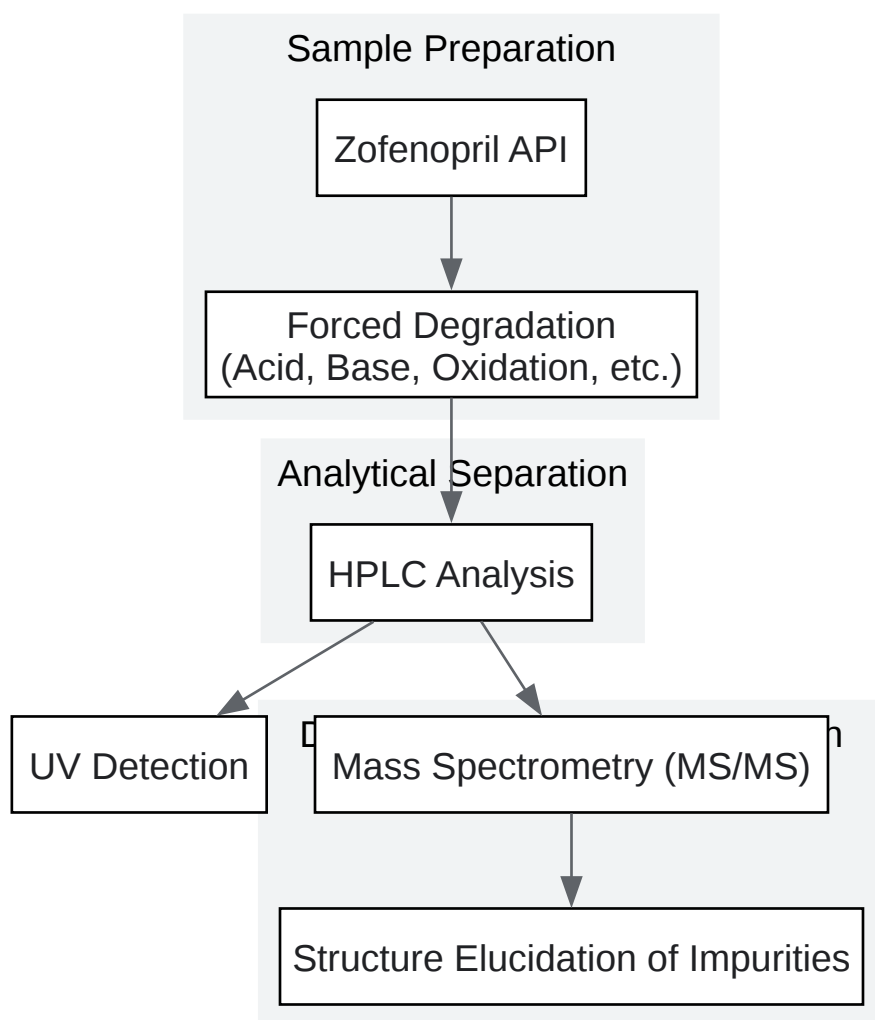 Sample Preparation
Zofenopril API
Forced Degradation
(Acid, Base, Oxidation, etc.)
Analytical Separation
HPLC Analysis
UV Detection
Mass Spectrometry (MS/MS)
Structure Elucidation of Impurities